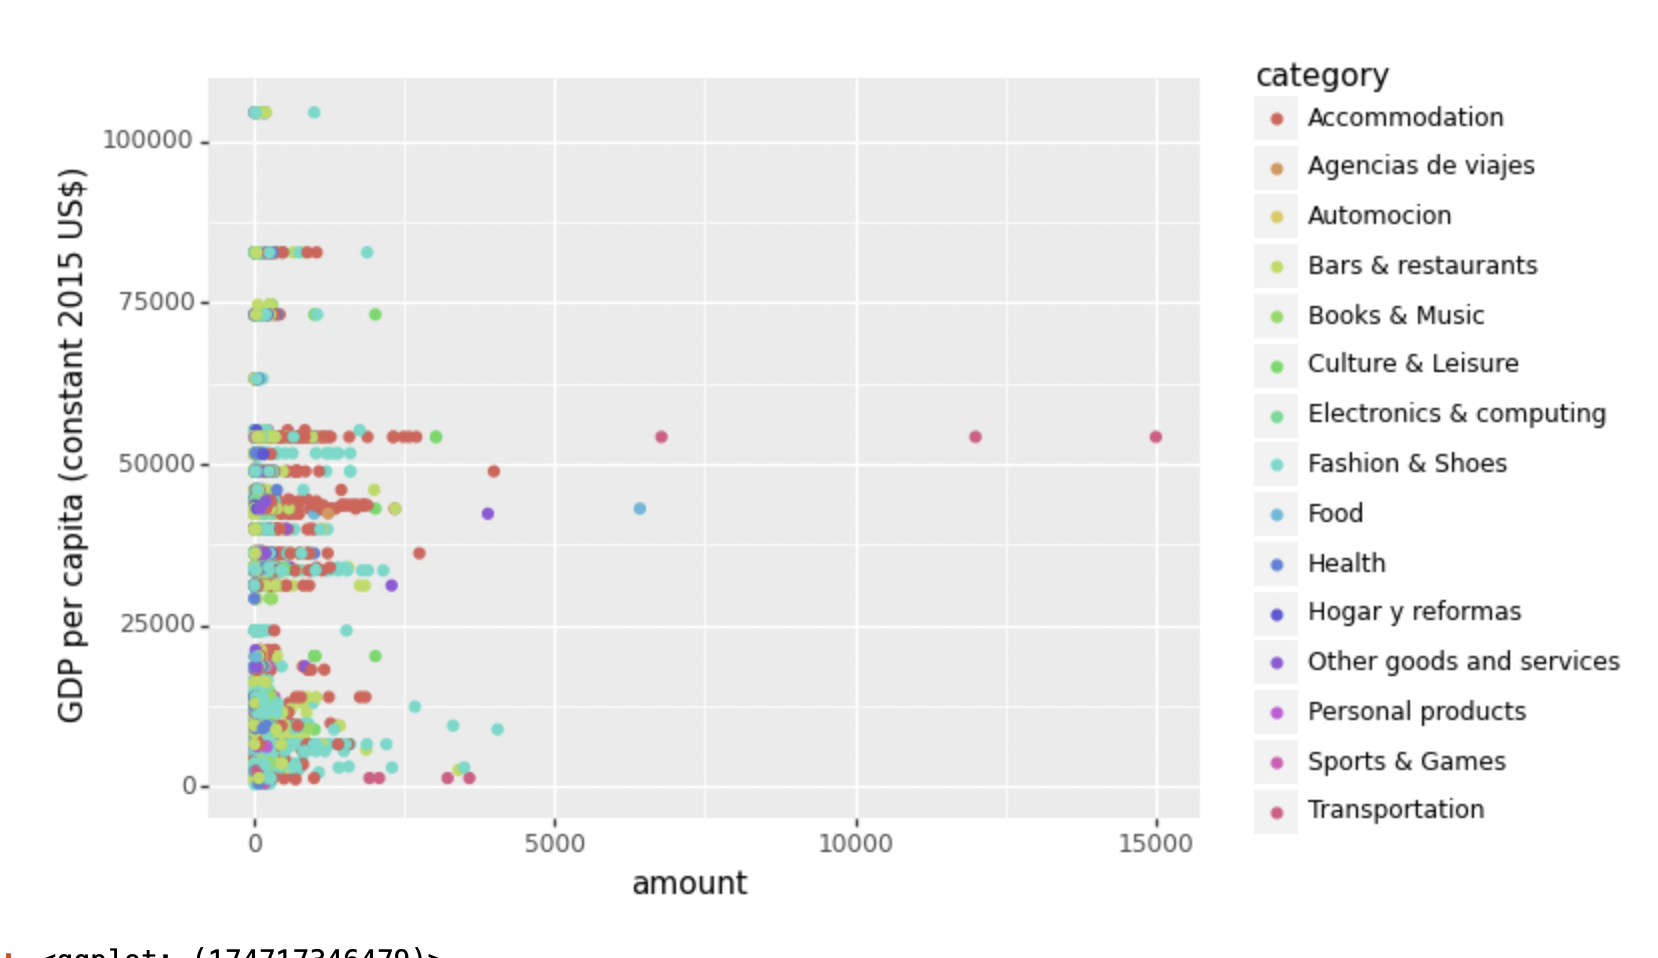 category
Accommodation
Agencias de viajes
Automocion
Bars & restaurants
Books & Music
Culture & Leisure
Electronics & computing
Fashion & Shoes
Food
Health
Hogar y reformas
Other goods and services
Personal products
Sports & Games
Transportation
GDP per capita (constant 2015 US$)
100000
75000
50000
25000
0
0 5000 10000 15000
amount
: <ggplot: (174717346479)>